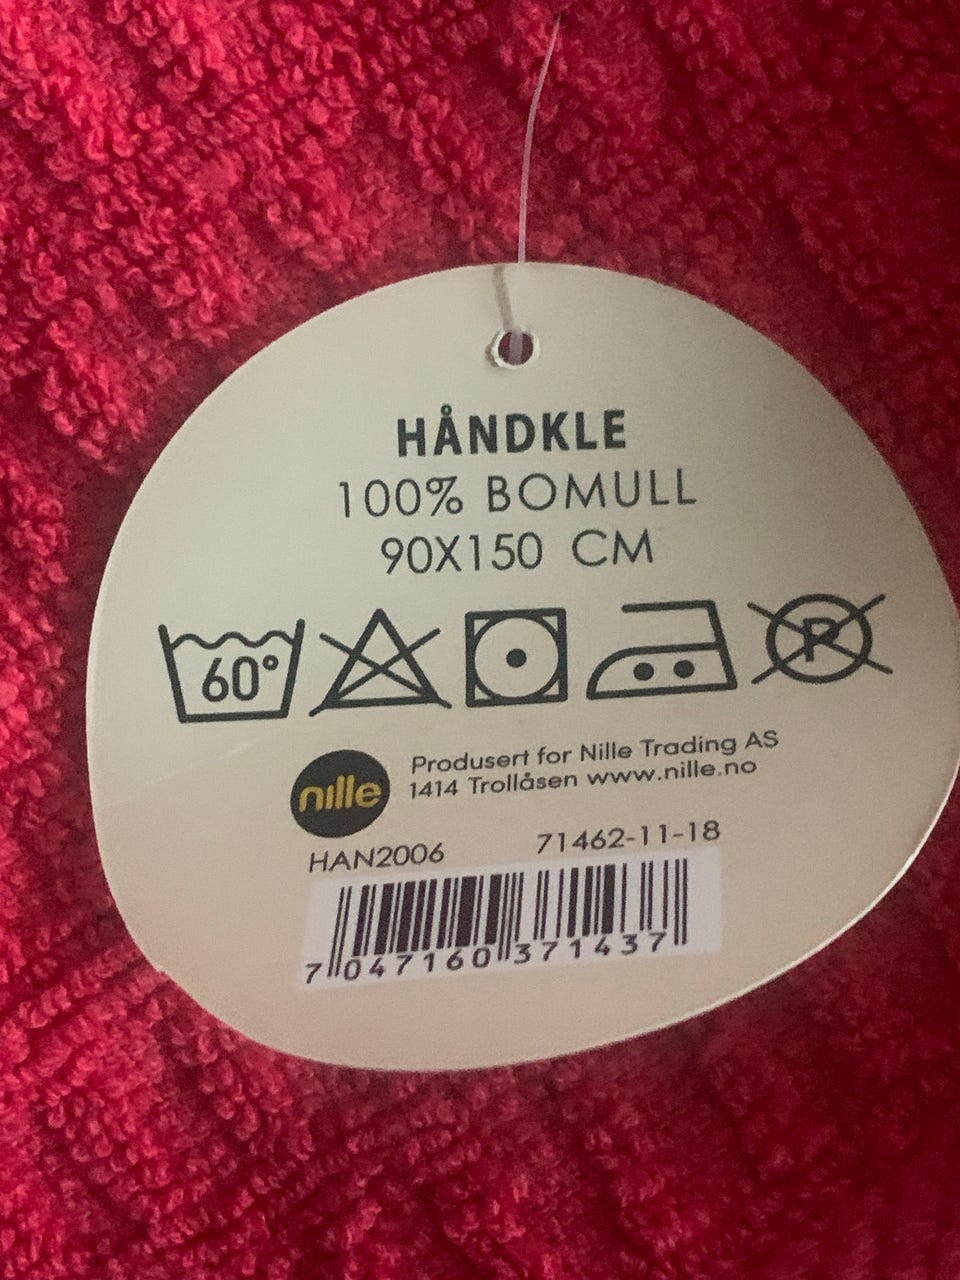 HÅNDKLE
100% BOMULL
90X150 CM
60°
P
nille
Produsert for Nille Trading AS
1414 Trollåsen www.nille.no
HAN2006 71462-11-18
7 047160 371437